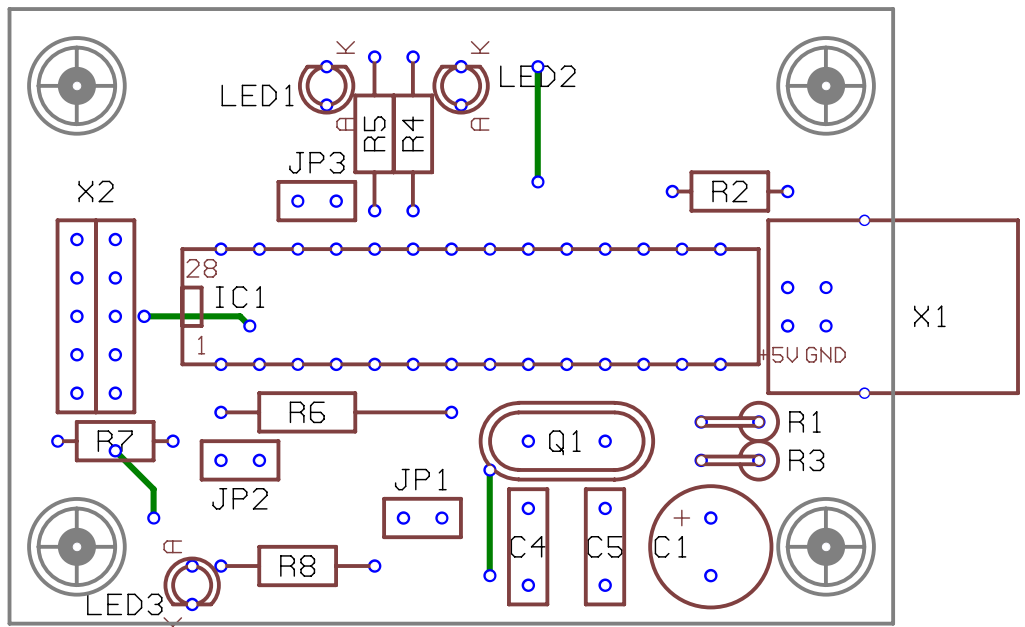 K
K
LED1
LED2
A
A
R5
R4
JP3
X2
R2
28
IC1
X1
1
+5V GND
R6
R1
R7
Q1
R3
JP1
JP2
+
A
C4
C5
C1
R8
LED3
K